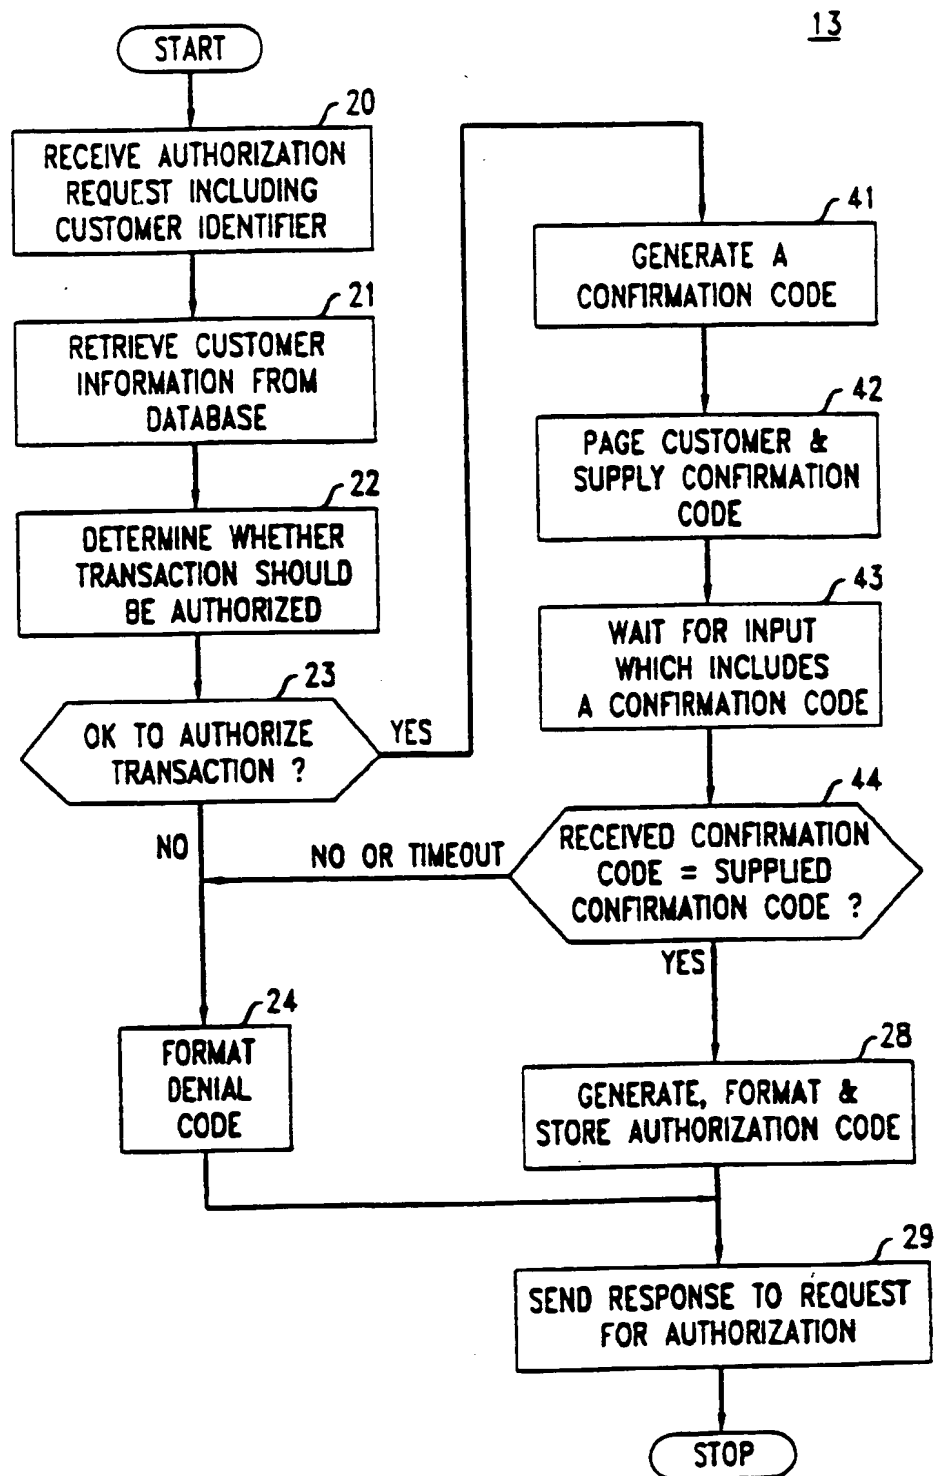 13
START
20
RECEIVE AUTHORIZATION
REQUEST INCLUDING
CUSTOMER IDENTIFIER
21
RETRIEVE CUSTOMER
INFORMATION FROM
DATABASE
22
DETERMINE WHETHER
TRANSACTION SHOULD
BE AUTHORIZED
23
OK TO AUTHORIZE
TRANSACTION ?
YES
NO
41
GENERATE A
CONFIRMATION CODE
42
PAGE CUSTOMER &
SUPPLY CONFIRMATION
CODE
43
WAIT FOR INPUT
WHICH INCLUDES
A CONFIRMATION CODE
44
RECEIVED CONFIRMATION
CODE = SUPPLIED
CONFIRMATION CODE ?
NO OR TIMEOUT
YES
24
FORMAT
DENIAL
CODE
28
GENERATE, FORMAT &
STORE AUTHORIZATION CODE
29
SEND RESPONSE TO REQUEST
FOR AUTHORIZATION
STOP